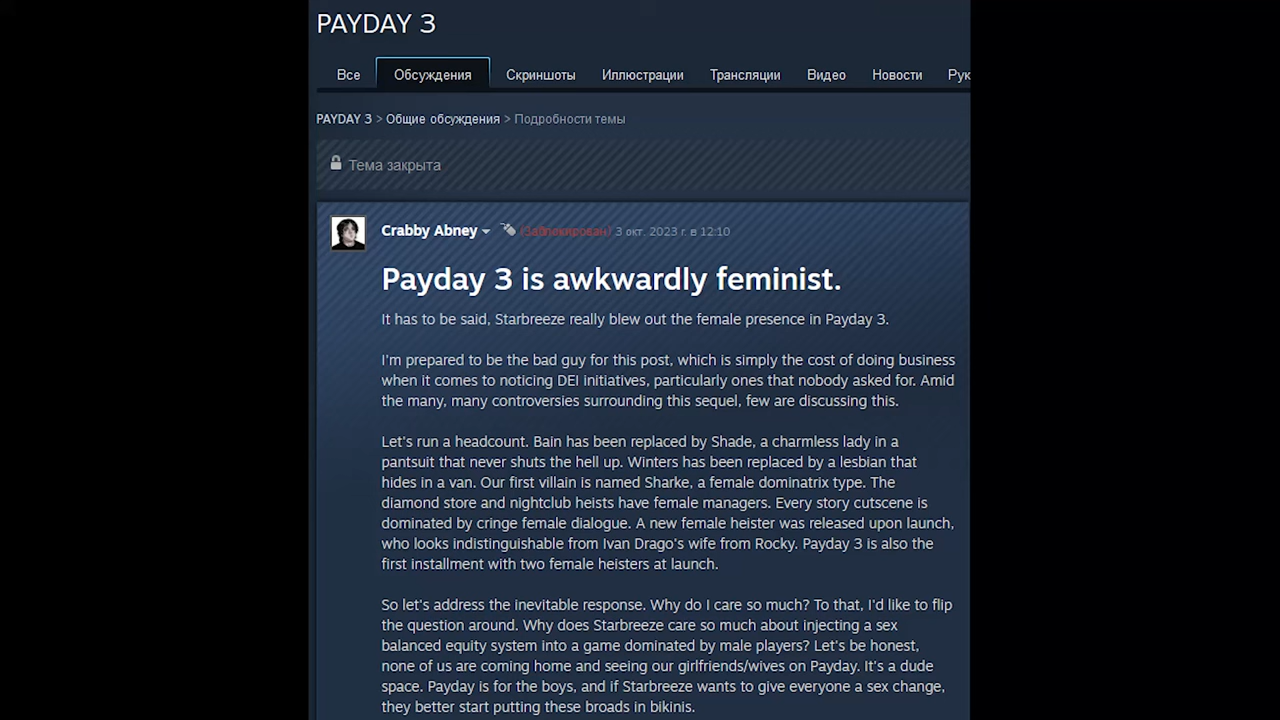 PAYDAY 3
Все Обсуждения Скриншоты Иллюстрации Трансляции Видео Новости Рук
PAYDAY 3 > Общие обсуждения > Подробности темы
Тема закрыта
Crabby Abney (Заблокирован) 3 окт. 2023 г. в 12:10
Payday 3 is awkwardly feminist.
It has to be said, Starbreeze really blew out the female presence in Payday 3.
I'm prepared to be the bad guy for this post, which is simply the cost of doing business
when it comes to noticing DEI initiatives, particularly ones that nobody asked for. Amid
the many, many controversies surrounding this sequel, few are discussing this.
Let's run a headcount. Bain has been replaced by Shade, a charmless lady in a
pantsuit that never shuts the hell up. Winters has been replaced by a lesbian that
hides in a van. Our first villain is named Sharke, a female dominatrix type. The
diamond store and nightclub heists have female managers. Every story cutscene is
dominated by cringe female dialogue. A new female heister was released upon launch,
who looks indistinguishable from Ivan Drago's wife from Rocky. Payday 3 is also the
first installment with two female heisters at launch.
So let's address the inevitable response. Why do I care so much? To that, I'd like to flip
the question around. Why does Starbreeze care so much about injecting a sex
balanced equity system into a game dominated by male players? Let's be honest,
none of us are coming home and seeing our girlfriends/wives on Payday. It's a dude
space. Payday is for the boys, and if Starbreeze wants to give everyone a sex change,
they better start putting these broads in bikinis.